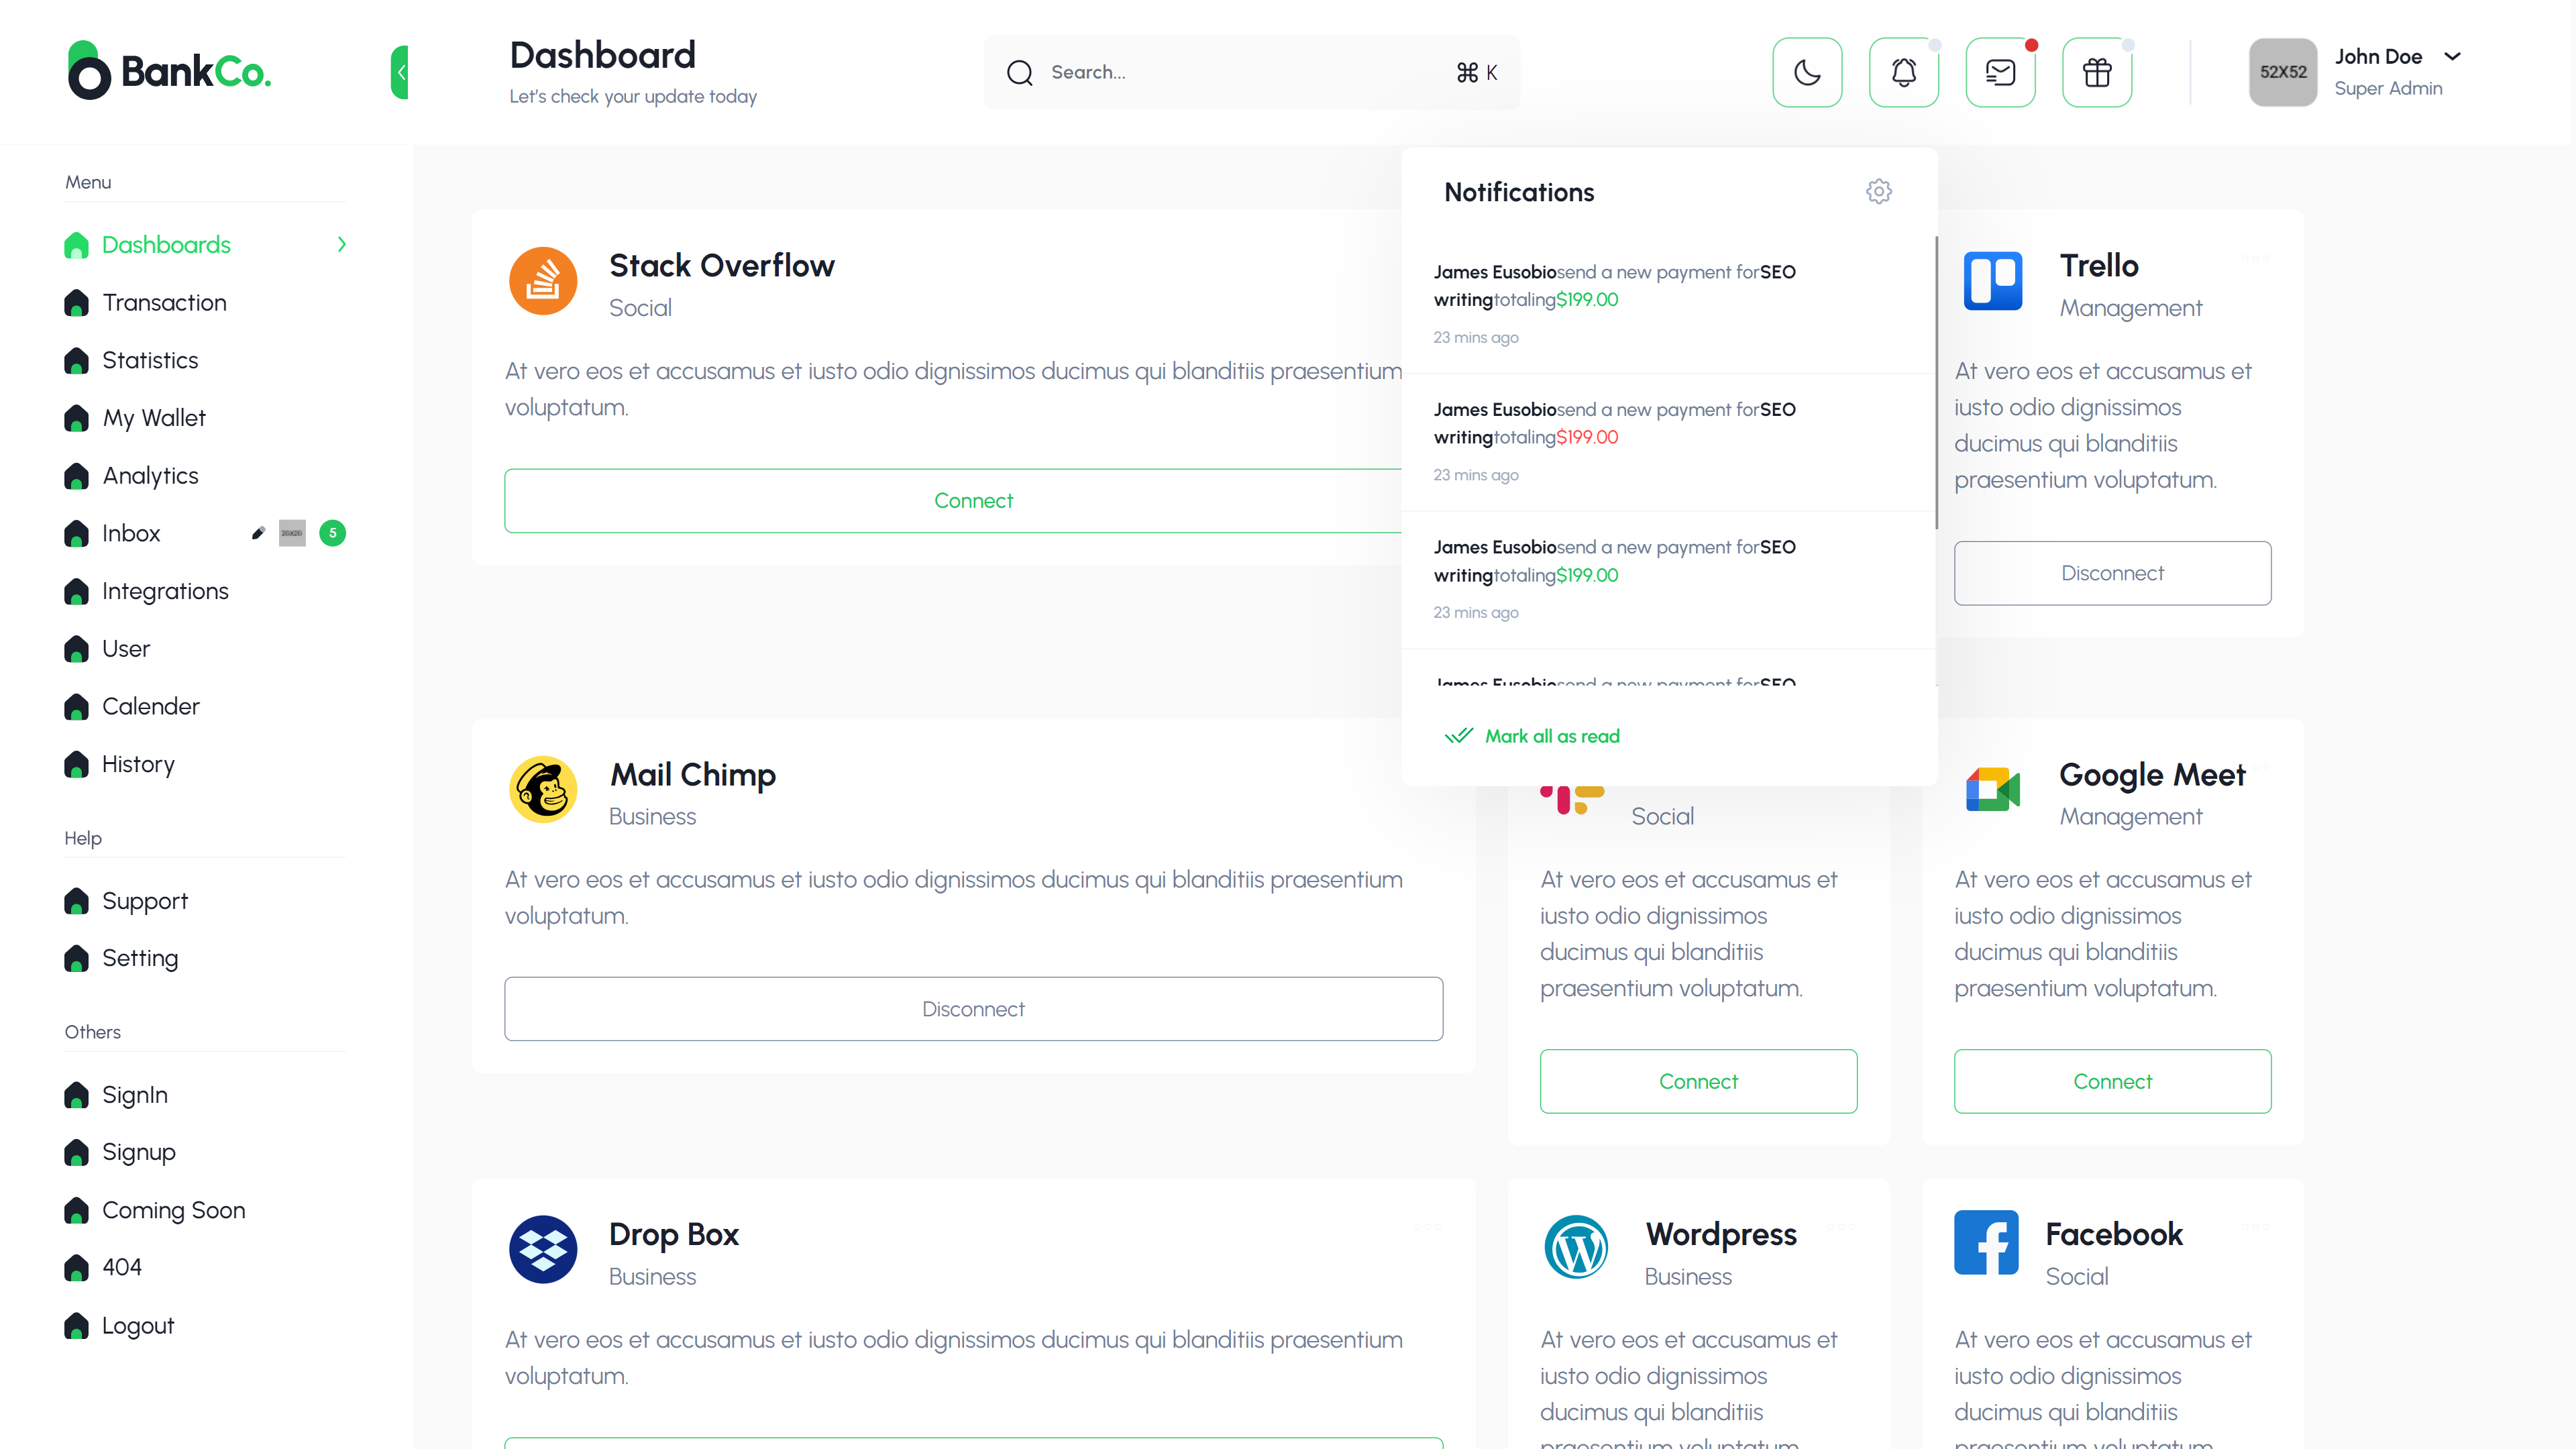 BankCo.
Dashboard
Let's check your update today
Search...
⌘ K
52X52
John Doe
Super Admin
Menu
Dashboards
Transaction
Statistics
My Wallet
Analytics
Inbox
5
Integrations
User
Calender
History
Help
Support
Setting
Others
SignIn
Signup
Coming Soon
404
Logout
Stack Overflow
Social
At vero eos et accusamus et iusto odio dignissimos ducimus qui blanditiis praesentium
voluptatum.
Connect
Notifications
James Eusobiosend a new payment forSEO
writingtotaling$199.00
23 mins ago
James Eusobiosend a new payment forSEO
writingtotaling$199.00
23 mins ago
James Eusobiosend a new payment forSEO
writingtotaling$199.00
23 mins ago
James Eusobiosend a new payment forSEO
Mark all as read
Trello
Management
At vero eos et accusamus et
iusto odio dignissimos
ducimus qui blanditiis
praesentium voluptatum.
Disconnect
Mail Chimp
Business
At vero eos et accusamus et iusto odio dignissimos ducimus qui blanditiis praesentium
voluptatum.
Disconnect
Social
At vero eos et accusamus et
iusto odio dignissimos
ducimus qui blanditiis
praesentium voluptatum.
Connect
Google Meet
Management
At vero eos et accusamus et
iusto odio dignissimos
ducimus qui blanditiis
praesentium voluptatum.
Connect
Drop Box
Business
At vero eos et accusamus et iusto odio dignissimos ducimus qui blanditiis praesentium
voluptatum.
Wordpress
Business
At vero eos et accusamus et
iusto odio dignissimos
ducimus qui blanditiis
praesentium voluptatum.
Facebook
Social
At vero eos et accusamus et
iusto odio dignissimos
ducimus qui blanditiis
praesentium voluptatum.